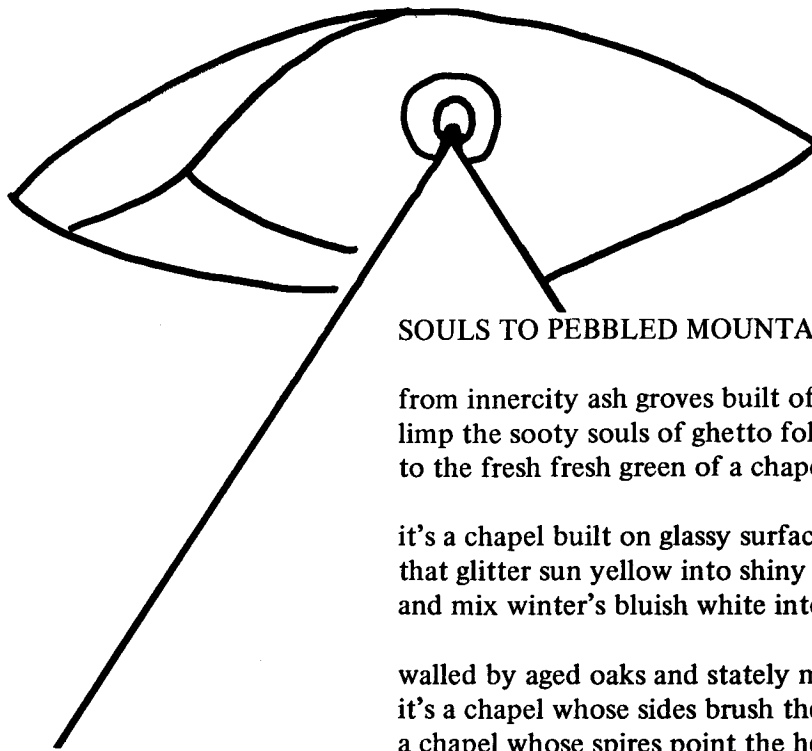 SOULS TO PEBBLED MOUNTA
from innercity ash groves built of
limp the sooty souls of ghetto fol
to the fresh fresh green of a chap
it's a chapel built on glassy surfac
that glitter sun yellow into shiny
and mix winter's bluish white int
walled by aged oaks and stately m
it's a chapel whose sides brush the
a chapel whose spires point the he